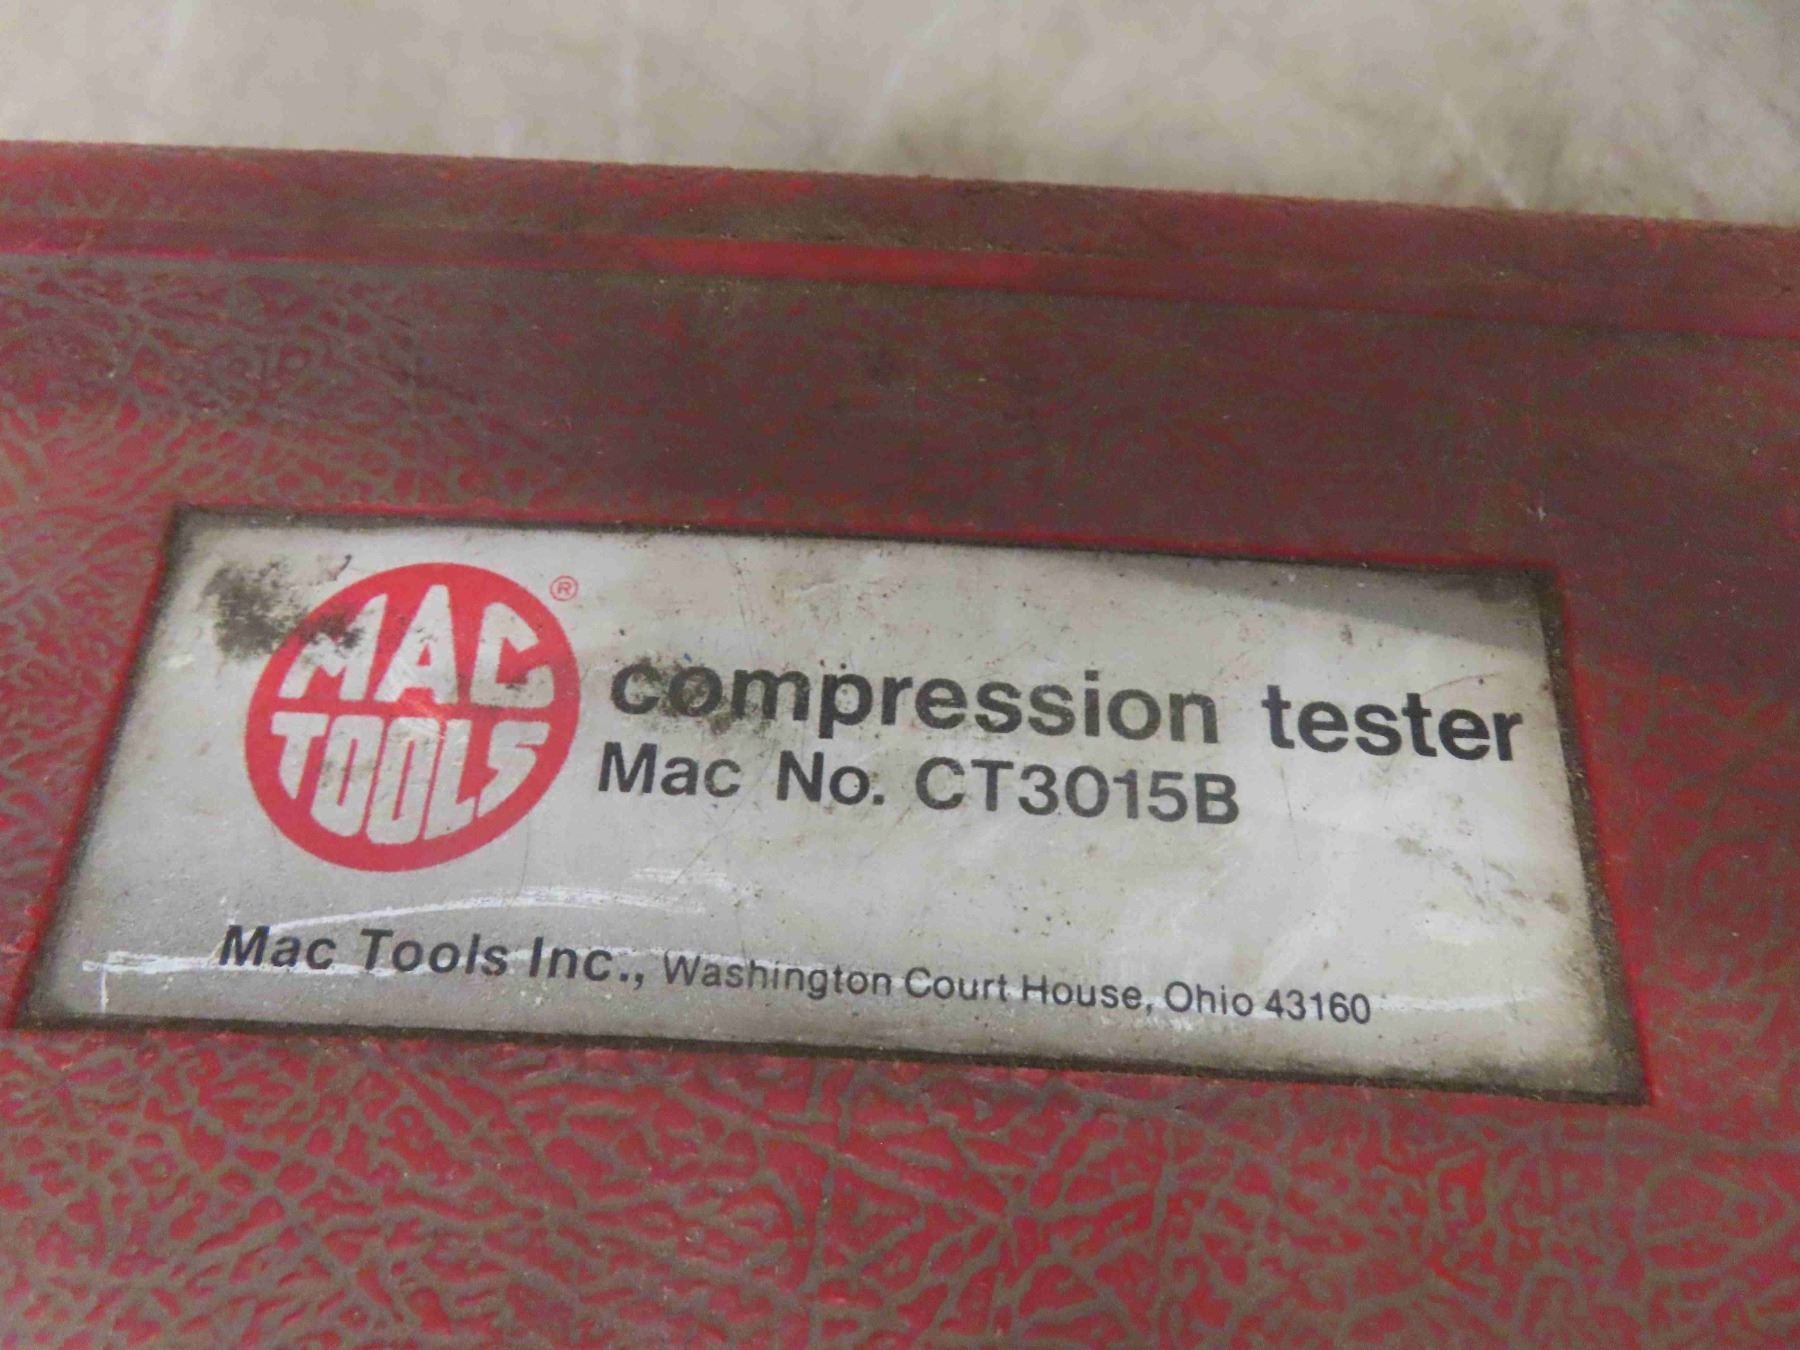 MAC TOOLS ®
compression tester
Mac No. CT3015B
Mac Tools Inc., Washington Court House, Ohio 43160